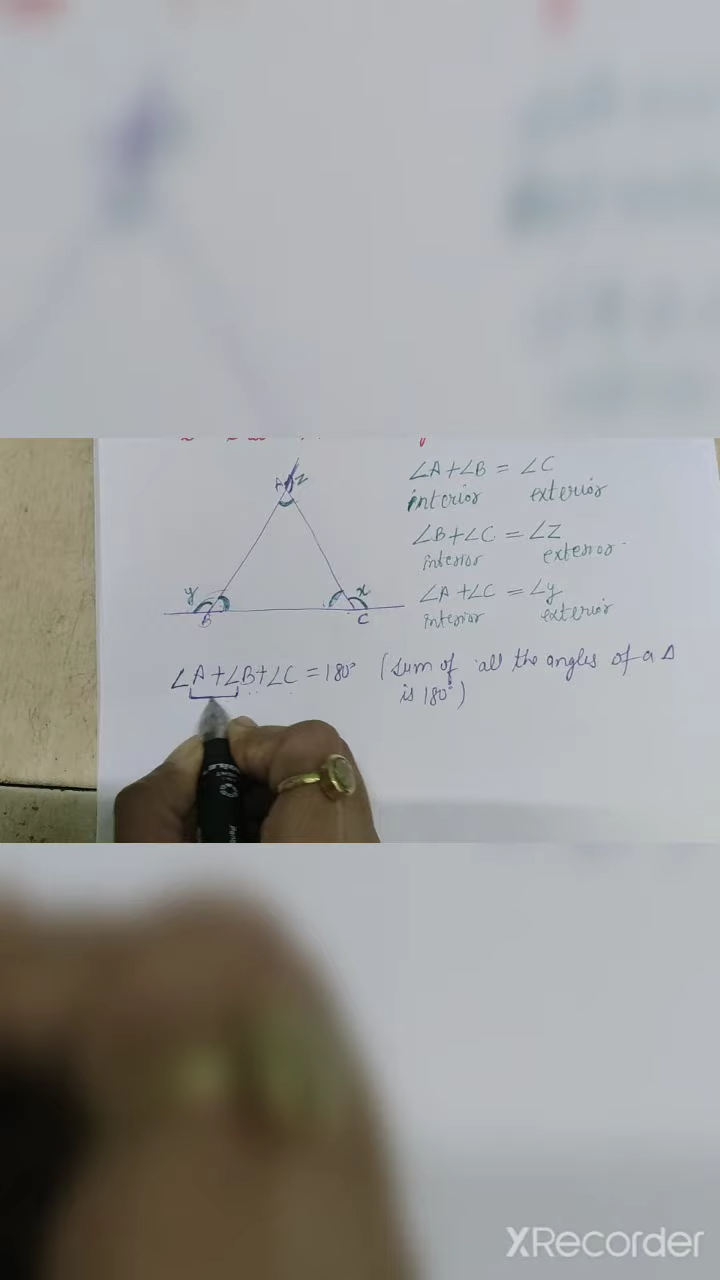 A Z
∠A+∠B = ∠C
interior exterior
∠B+∠C = ∠Z
interior exterior
∠A+∠C = ∠y
interior exterior
y x
B C
∠A+∠B+∠C = 180° (Sum of all the angles of a Δ
is 180°)
XRecorder